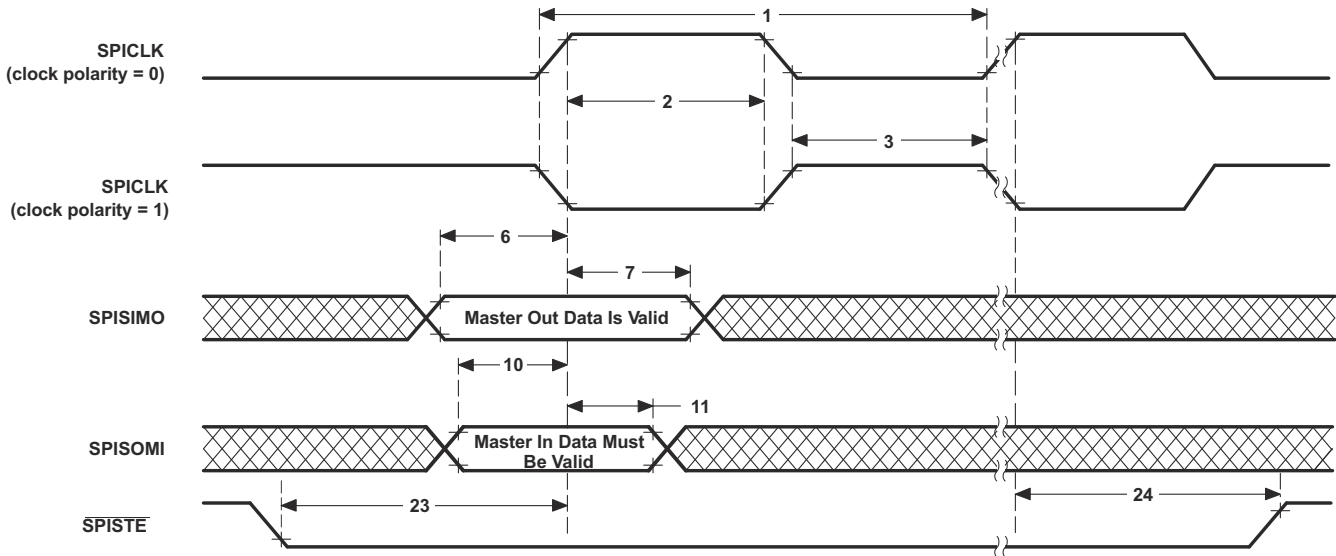 1
SPICLK
(clock polarity = 0)
2
3
SPICLK
(clock polarity = 1)
6
7
SPISIMO
Master Out Data Is Valid
10
11
SPISOMI
Master In Data Must
Be Valid
23
24
SPISTE